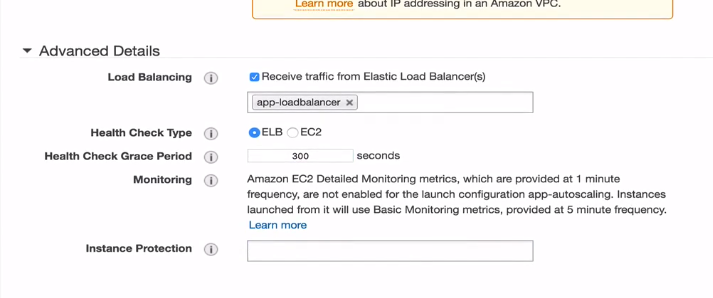 Learn more about IP addressing in an Amazon VPC.
Advanced Details
Load Balancing i Receive traffic from Elastic Load Balancer(s)
app-loadbalancer ×
Health Check Type i ELB EC2
Health Check Grace Period i 300 seconds
Monitoring i Amazon EC2 Detailed Monitoring metrics, which are provided at 1 minute
frequency, are not enabled for the launch configuration app-autoscaling. Instances
launched from it will use Basic Monitoring metrics, provided at 5 minute frequency.
Learn more
Instance Protection i